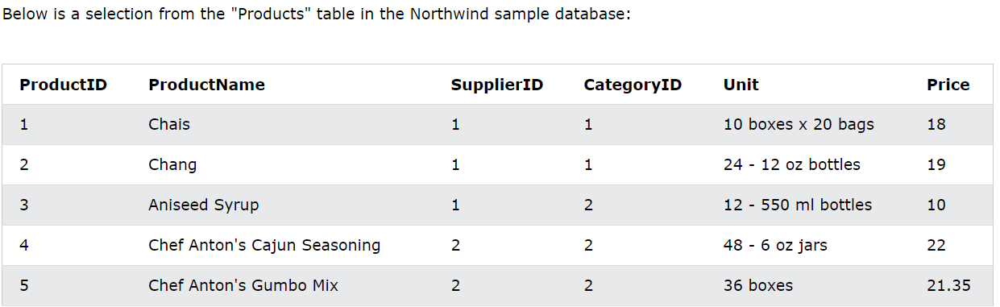 Below is a selection from the "Products" table in the Northwind sample database:
ProductID ProductName SupplierID CategoryID Unit Price
1 Chais 1 1 10 boxes x 20 bags 18
2 Chang 1 1 24 - 12 oz bottles 19
3 Aniseed Syrup 1 2 12 - 550 ml bottles 10
4 Chef Anton's Cajun Seasoning 2 2 48 - 6 oz jars 22
5 Chef Anton's Gumbo Mix 2 2 36 boxes 21.35